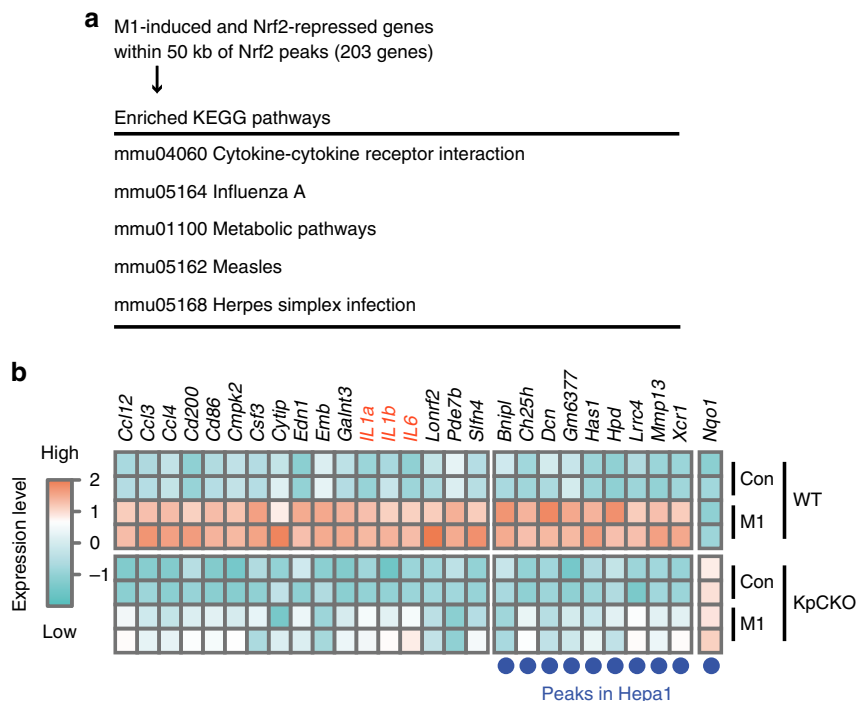 a
M1-induced and Nrf2-repressed genes
within 50 kb of Nrf2 peaks (203 genes)
Enriched KEGG pathways
mmu04060 Cytokine-cytokine receptor interaction
mmu05164 Influenza A
mmu01100 Metabolic pathways
mmu05162 Measles
mmu05168 Herpes simplex infection
b
Ccl12 Ccl3 Ccl4 Cd200 Cd86 Cmpk2 Csf3 Cytip Edn1 Emb Galnt3 IL1a IL1b IL6 Lonrf2 Pde7b Slfn4 Bnipl Ch25h Dcn Gm6377 Has1 Hpd Lrrc4 Mmp13 Xcr1 Nqo1
High
2
1
0
−1
Low
Expression level
Con
M1
WT
Con
M1
KpCKO
Peaks in Hepa1